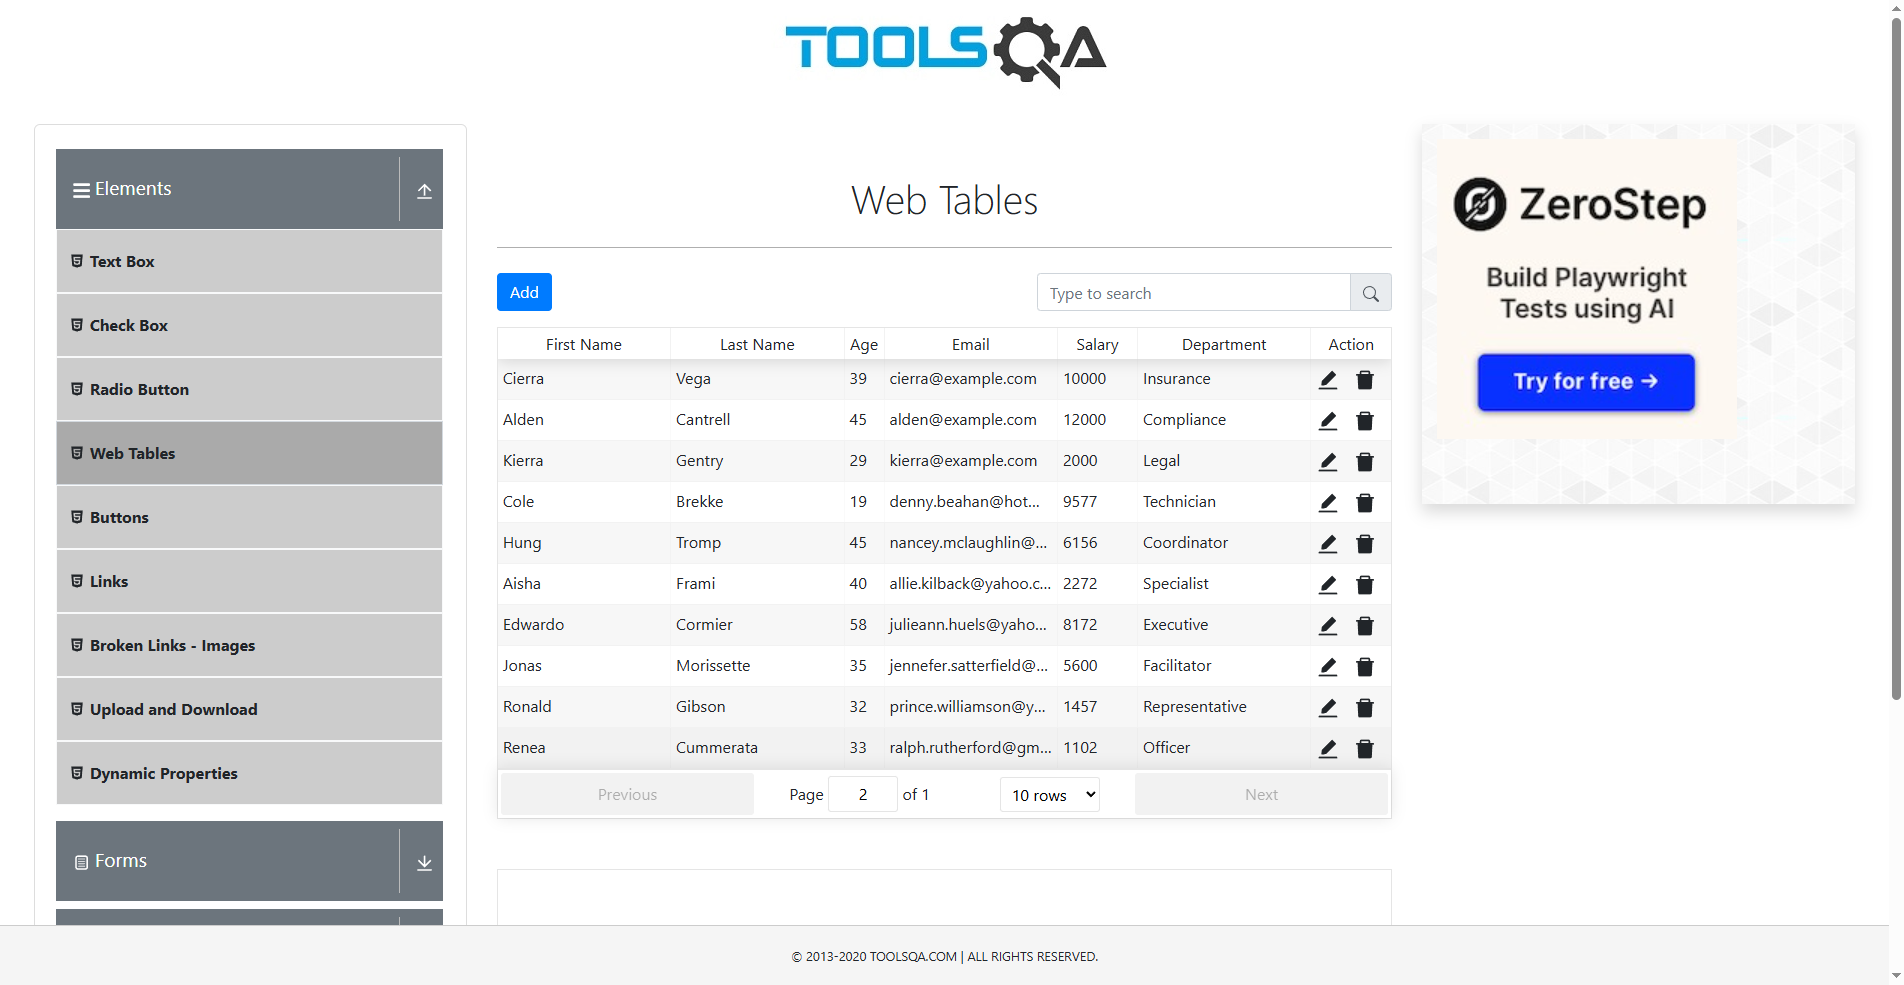 TOOLSQA
Elements
Text Box
Check Box
Radio Button
Web Tables
Buttons
Links
Broken Links - Images
Upload and Download
Dynamic Properties
Forms
Web Tables
Add
Type to search
First Name Last Name Age Email Salary Department Action
Cierra Vega 39 cierra@example.com 10000 Insurance
Alden Cantrell 45 alden@example.com 12000 Compliance
Kierra Gentry 29 kierra@example.com 2000 Legal
Cole Brekke 19 denny.beahan@hot... 9577 Technician
Hung Tromp 45 nancey.mclaughlin@... 6156 Coordinator
Aisha Frami 40 allie.kilback@yahoo.c... 2272 Specialist
Edwardo Cormier 58 julieann.huels@yaho... 8172 Executive
Jonas Morissette 35 jennefer.satterfield@... 5600 Facilitator
Ronald Gibson 32 prince.williamson@y... 1457 Representative
Renea Cummerata 33 ralph.rutherford@gm... 1102 Officer
Previous Page 2 of 1 10 rows Next
ZeroStep
Build Playwright
Tests using AI
Try for free →
© 2013-2020 TOOLSQA.COM | ALL RIGHTS RESERVED.